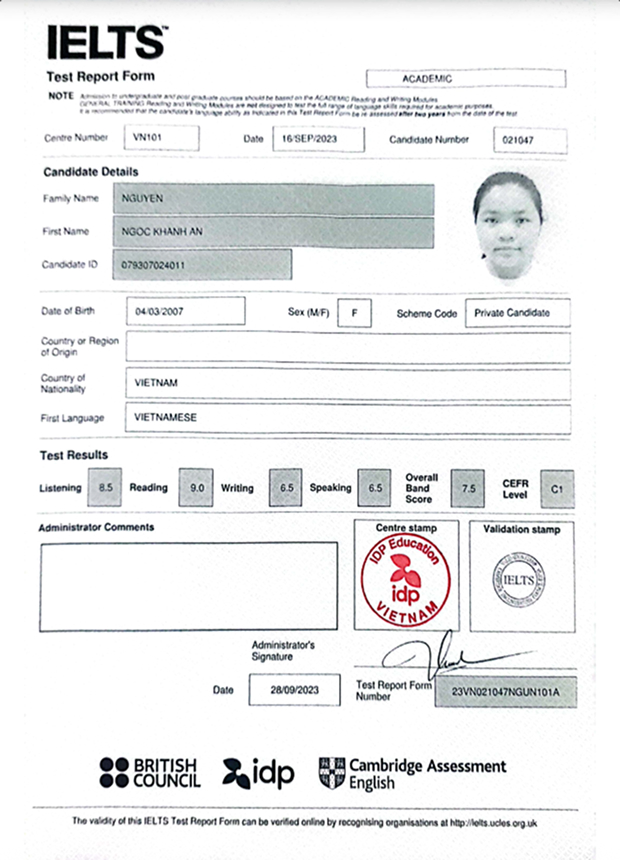 IELTS™
Test Report Form
ACADEMIC
NOTE Admission to undergraduate and post graduate courses should be based on the ACADEMIC Reading and Writing Modules.
GENERAL TRAINING Reading and Writing Modules are not designed to test the full range of language skills required for academic purposes.
It is recommended that the candidate's language ability as indicated in this Test Report Form be re-assessed after two years from the date of the test
Centre Number VN101 Date 16/SEP/2023 Candidate Number 021047
Candidate Details
Family Name NGUYEN
First Name NGOC KHANH AN
Candidate ID 079307024011
Date of Birth 04/03/2007 Sex (M/F) F Scheme Code Private Candidate
Country or Region
of Origin
Country of
Nationality VIETNAM
First Language VIETNAMESE
Test Results
Listening 8.5 Reading 9.0 Writing 6.5 Speaking 6.5 Overall Band Score 7.5 CEFR Level C1
Administrator Comments
Centre stamp
Validation stamp
IDP Education
idp
VIETNAM
IELTS
Administrator's
Signature
Date 28/09/2023
Test Report Form
Number 23VN021047NGUN101A
BRITISH
COUNCIL
idp
Cambridge Assessment
English
The validity of this IELTS Test Report Form can be verified online by recognising organisations at http://ielts.ucles.org.uk